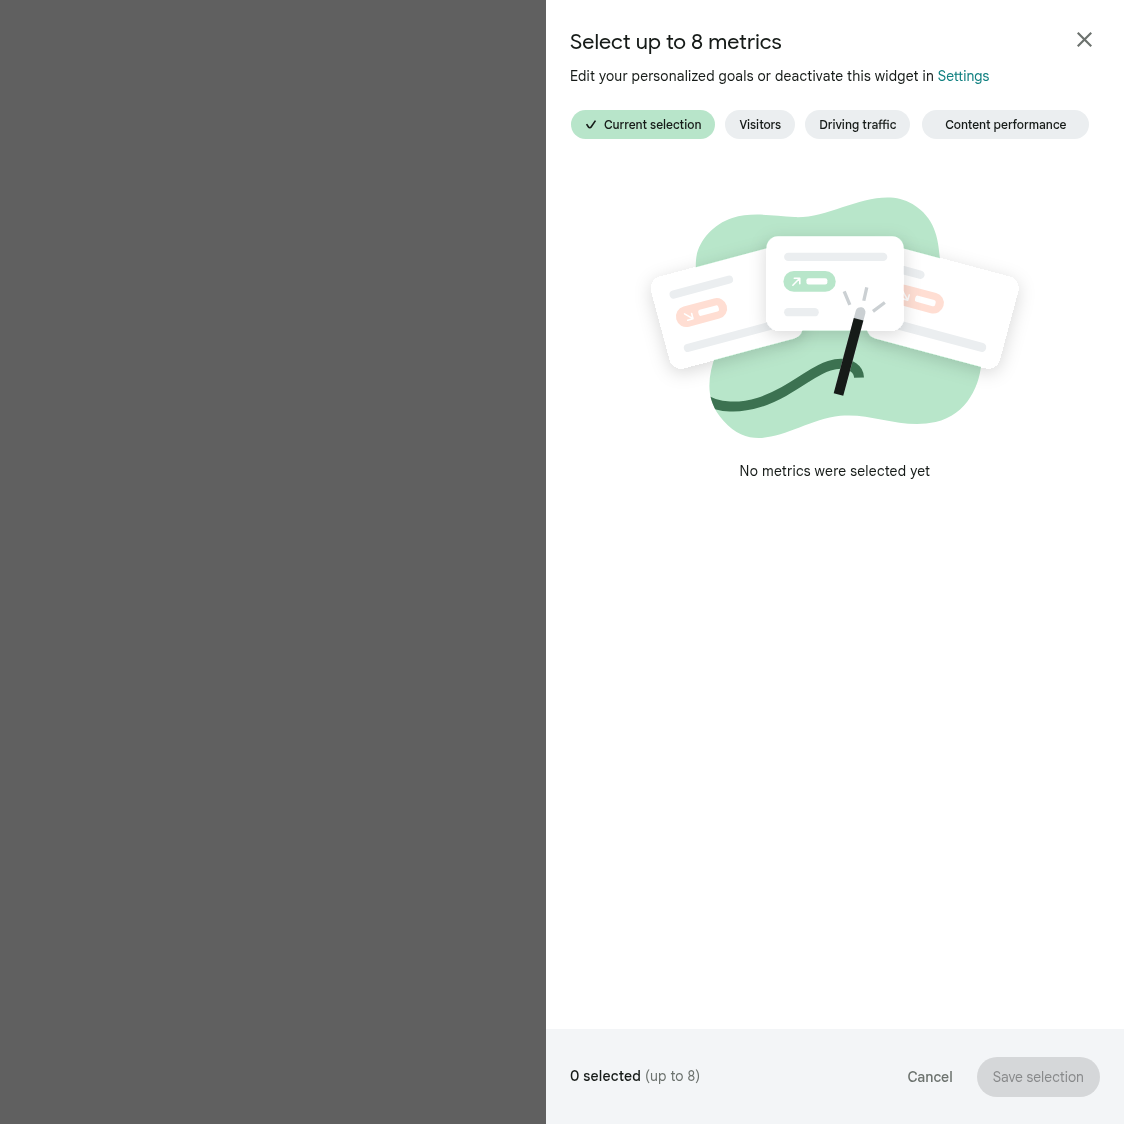 Select up to 8 metrics
Edit your personalized goals or deactivate this widget in Settings
Current selection
Visitors
Driving traffic
Content performance
No metrics were selected yet
0 selected (up to 8)
Cancel
Save selection